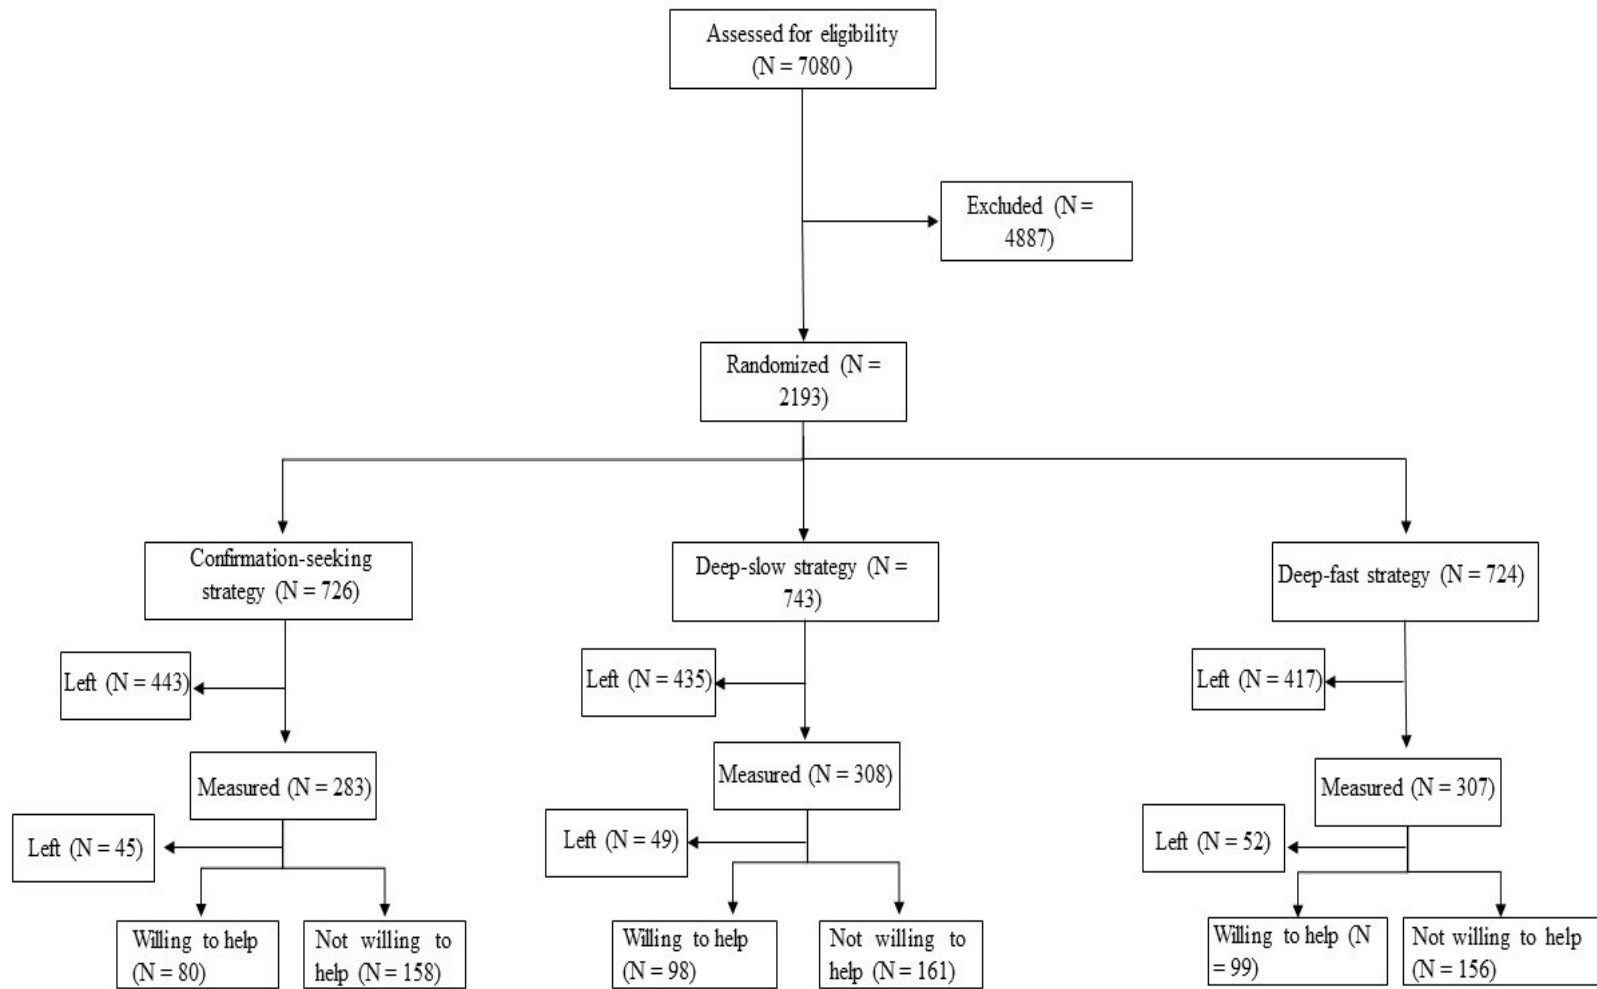 Assessed for eligibility
(N = 7080 )
Excluded (N =
4887)
Randomized (N =
2193)
Confirmation-seeking
strategy (N = 726)
Deep-slow strategy (N =
743)
Deep-fast strategy (N = 724)
Left (N = 443)
Left (N = 435)
Left (N = 417)
Measured (N = 283)
Measured (N = 308)
Measured (N = 307)
Left (N = 45)
Left (N = 49)
Left (N = 52)
Willing to help
(N = 80)
Not willing to
help (N = 158)
Willing to help
(N = 98)
Not willing to
help (N = 161)
Willing to help (N
= 99)
Not willing to help
(N = 156)